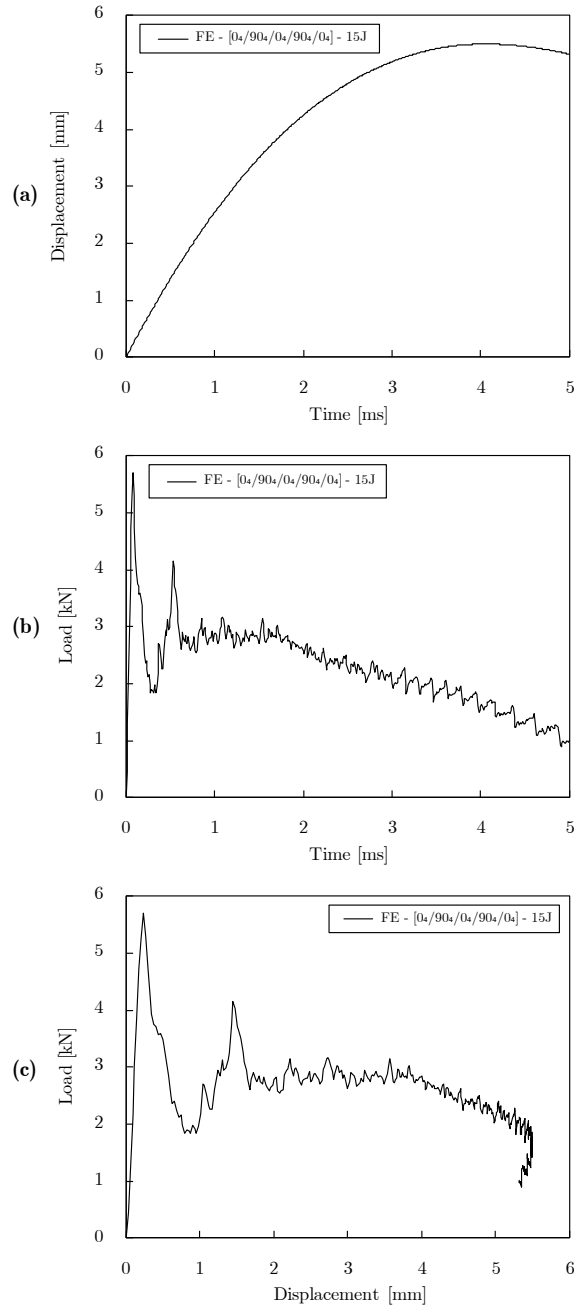 6
FE - [0₄/90₄/0₄/90₄/0₄] - 15J
5
4
3
2
1
0
Displacement [mm]
(a)
0 1 2 3 4 5
Time [ms]
6
FE - [0₄/90₄/0₄/90₄/0₄] - 15J
5
4
3
2
1
0
Load [kN]
(b)
0 1 2 3 4 5
Time [ms]
6
FE - [0₄/90₄/0₄/90₄/0₄] - 15J
5
4
3
2
1
0
Load [kN]
(c)
0 1 2 3 4 5 6
Displacement [mm]